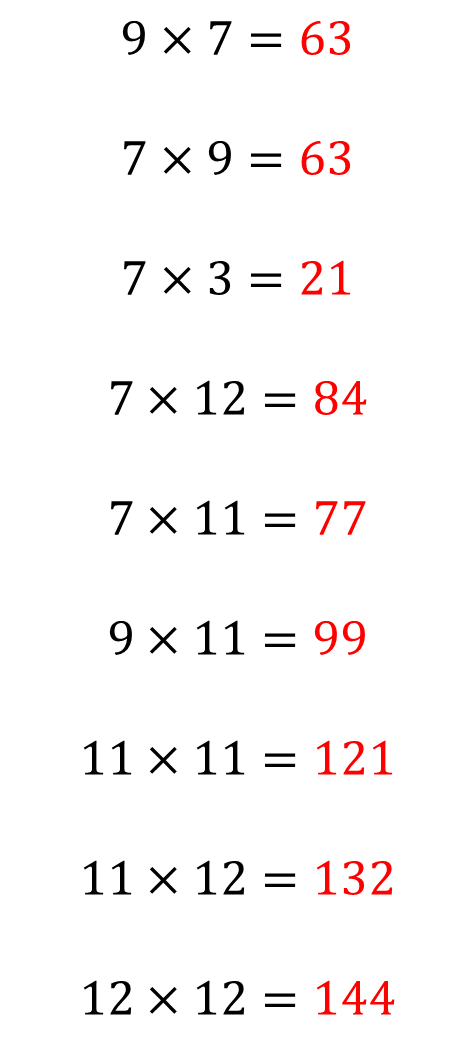 9 × 7 = 63
7 × 9 = 63
7 × 3 = 21
7 × 12 = 84
7 × 11 = 77
9 × 11 = 99
11 × 11 = 121
11 × 12 = 132
12 × 12 = 144